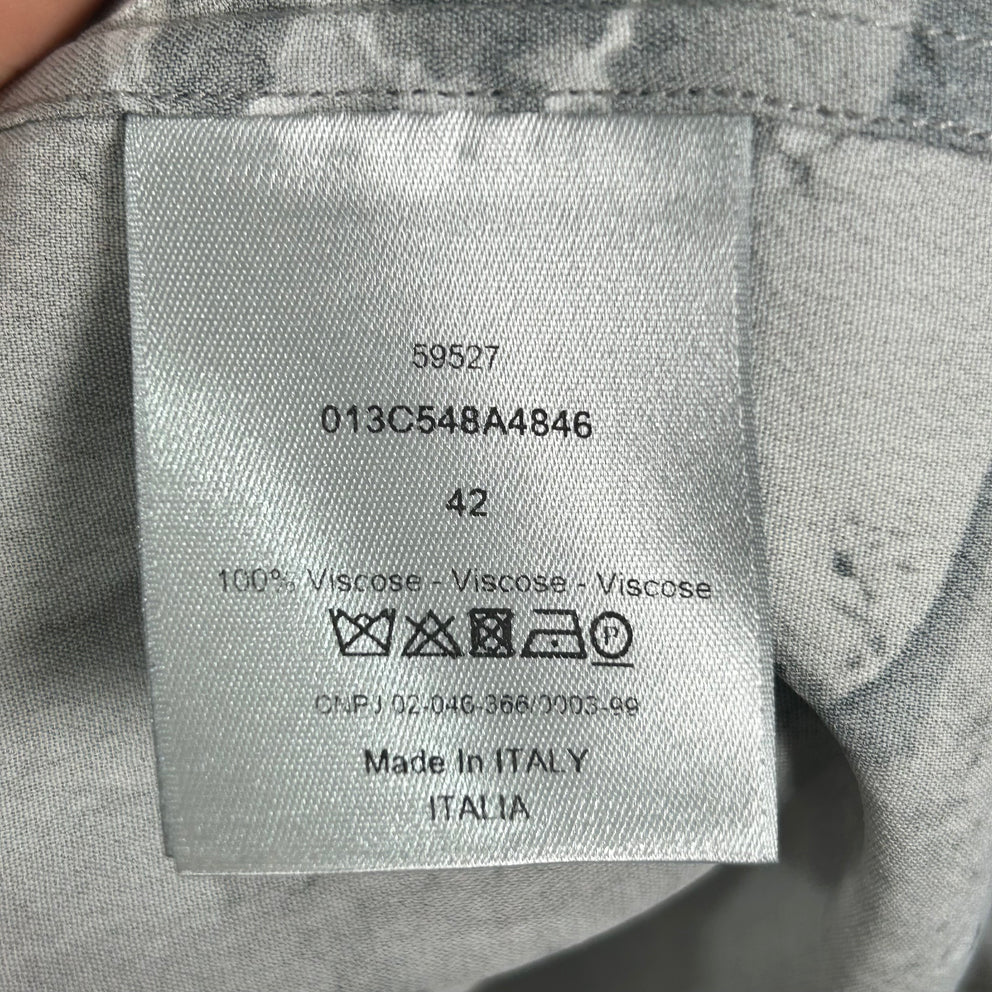 59527
013C548A4846
42
100% Viscose - Viscose - Viscose
P
CNPJ 02-046-366/0003-99
Made In ITALY
ITALIA